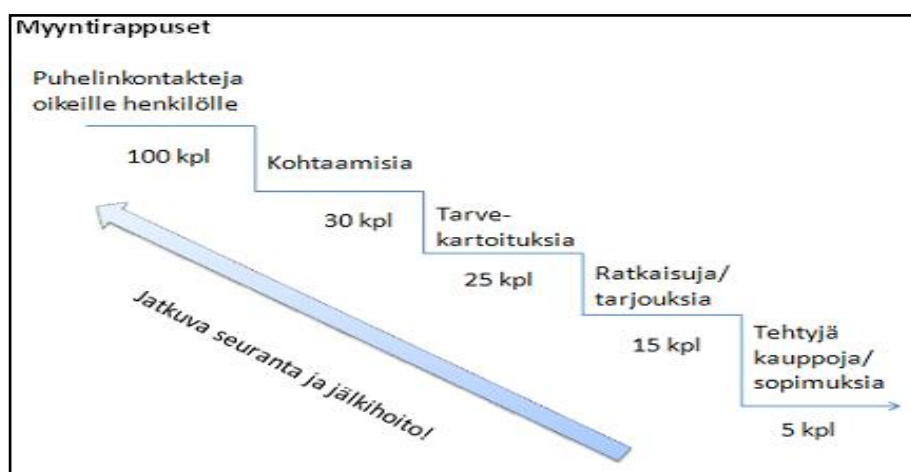 Myyntirappuset
Puhelinkontakteja
oikeille henkilölle
100 kpl
Kohtaamisia
30 kpl
Tarve-
kartoituksia
25 kpl
Ratkaisuja/
tarjouksia
15 kpl
Tehtyjä
kauppoja/
sopimuksia
5 kpl
Jatkuva seuranta ja jälkihoito!